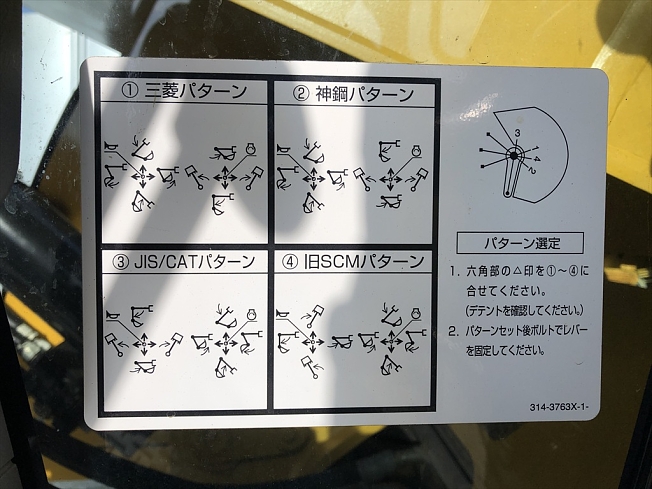 ① 三菱パターン
② 神鋼パターン
③ JIS/CATパターン
④ 旧SCMパターン
3
1
4
2
パターン選定
1. 六角部の△印を①~④に
合せてください。
(デテントを確認してください。)
2. パターンセット後ボルトでレバー
を固定してください。
314-3763X-1-